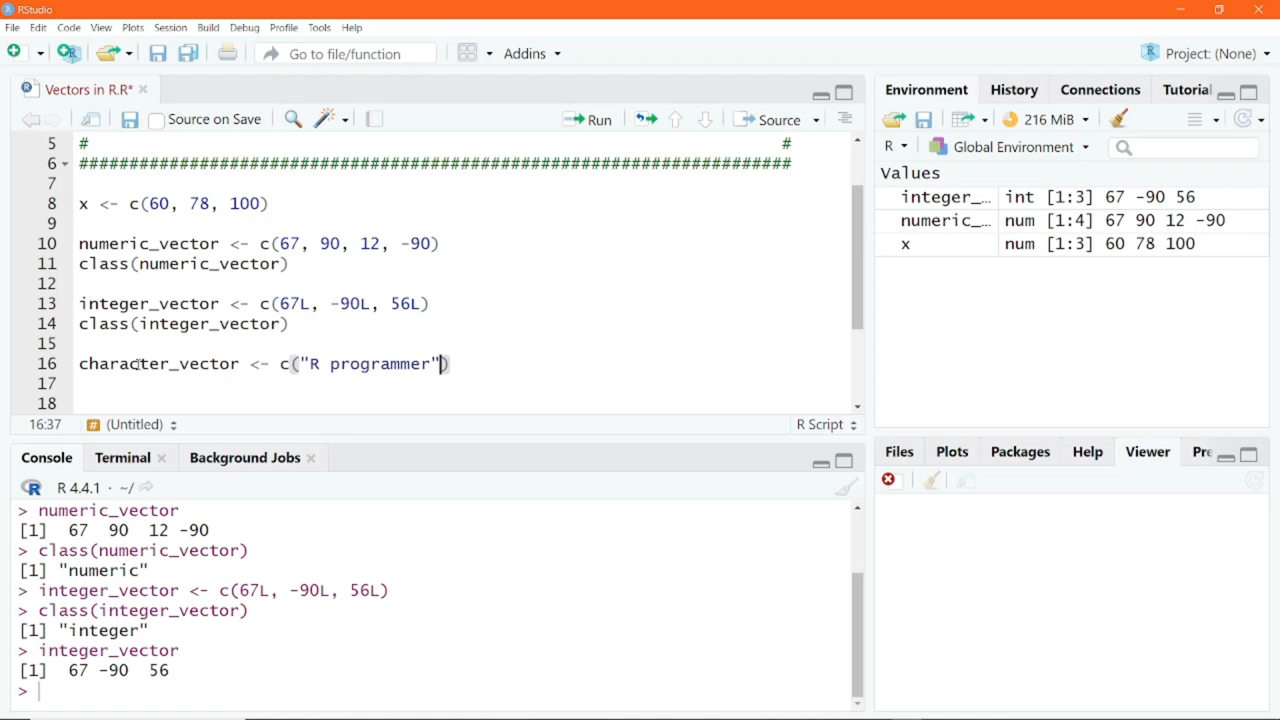 RStudio
File Edit Code View Plots Session Build Debug Profile Tools Help
Go to file/function Addins Project: (None)
Vectors in R.R*
Source on Save Run Source
5 # #
6 #######################################################################
7
8 x <- c(60, 78, 100)
9
10 numeric_vector <- c(67, 90, 12, -90)
11 class(numeric_vector)
12
13 integer_vector <- c(67L, -90L, 56L)
14 class(integer_vector)
15
16 character_vector <- c("R programmer")
17
18
16:37 # (Untitled) R Script
Console Terminal Background Jobs
R 4.4.1 · ~/
> numeric_vector
[1] 67 90 12 -90
> class(numeric_vector)
[1] "numeric"
> integer_vector <- c(67L, -90L, 56L)
> class(integer_vector)
[1] "integer"
> integer_vector
[1] 67 -90 56
>
Environment History Connections Tutorial
216 MiB
R Global Environment
Values
integer_… int [1:3] 67 -90 56
numeric_… num [1:4] 67 90 12 -90
x num [1:3] 60 78 100
Files Plots Packages Help Viewer Pre